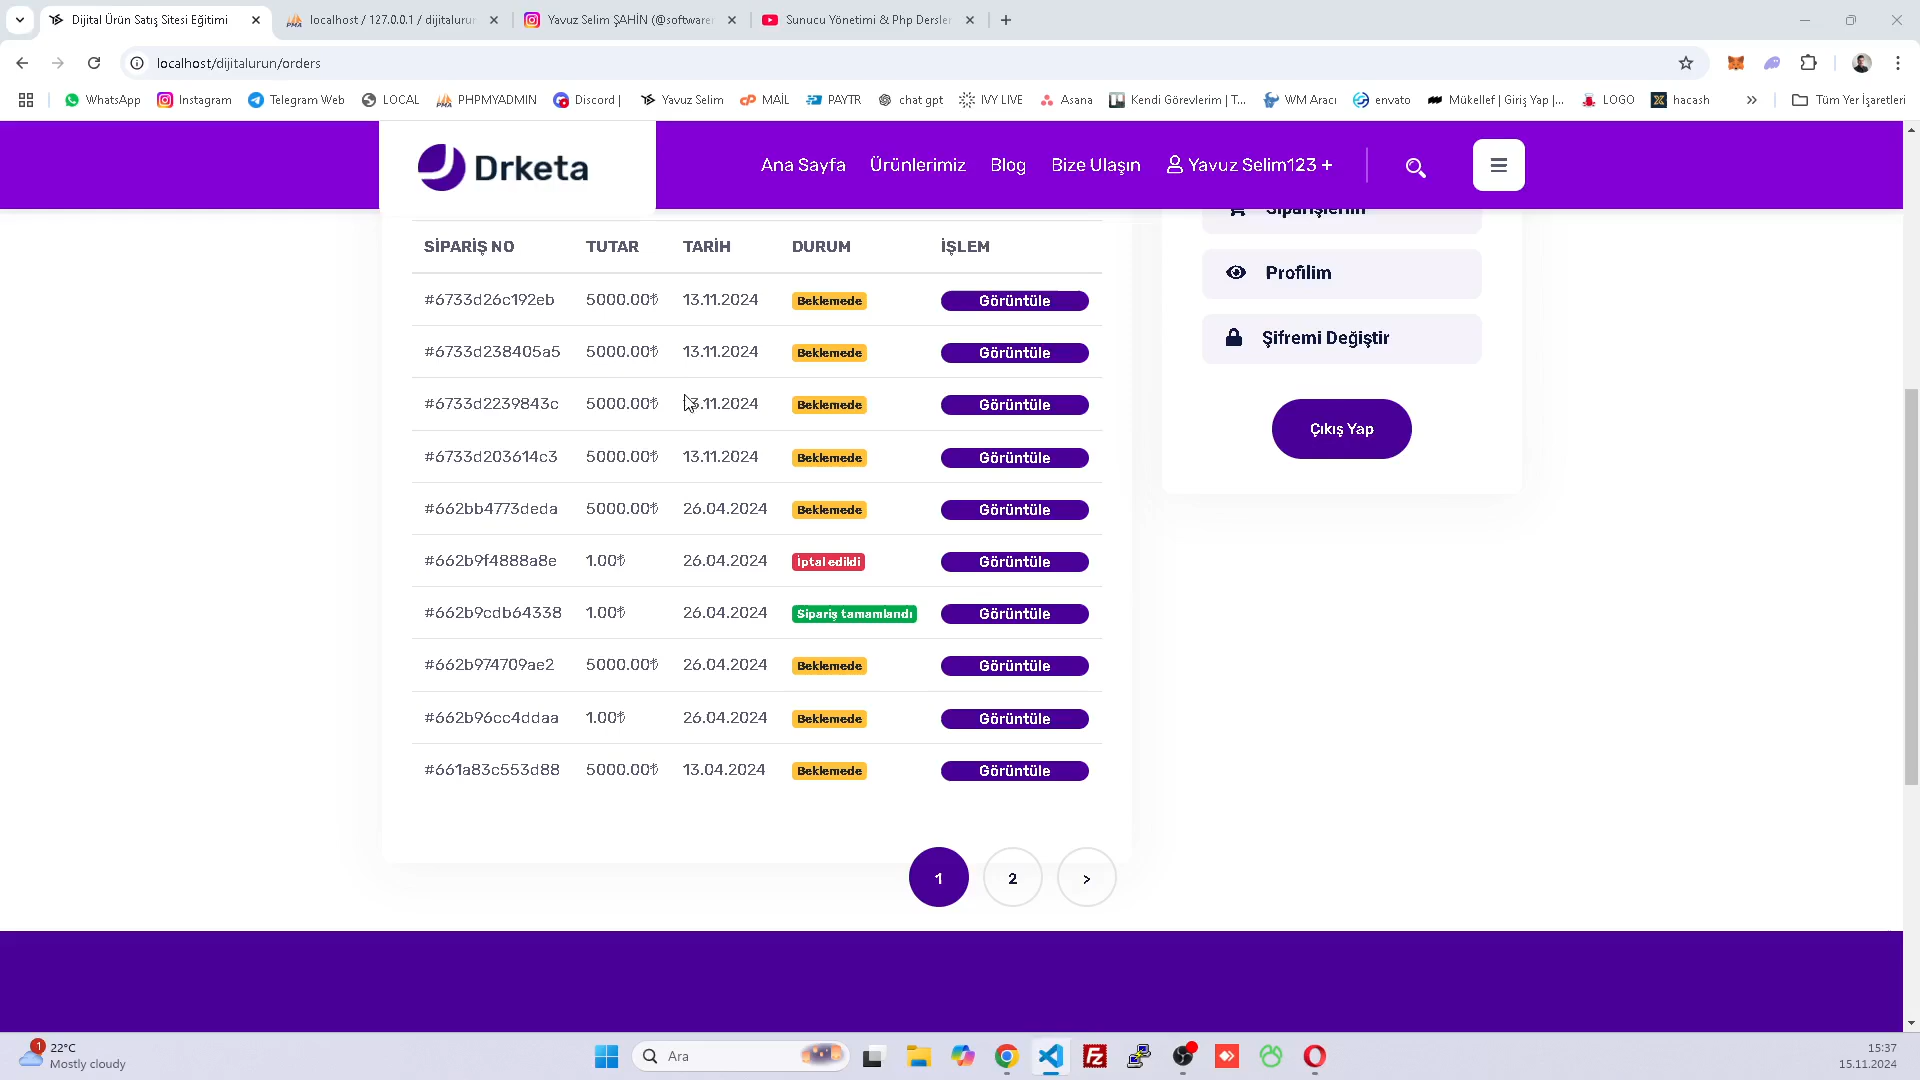 Dijital Ürün Satış Sitesi Eğitimi
localhost / 127.0.0.1 / dijitalurun
Yavuz Selim ŞAHİN (@software
Sunucu Yönetimi & Php Dersler
localhost/dijitalurun/orders
WhatsApp
Instagram
Telegram Web
LOCAL
PHPMYADMIN
Discord |
Yavuz Selim
MAİL
PAYTR
chat gpt
IVY LIVE
Asana
Kendi Görevlerim | T...
WM Aracı
envato
Mükellef | Giriş Yap |...
LOGO
hacash
Tüm Yer İşaretleri
Drketa
Ana Sayfa
Ürünlerimiz
Blog
Bize Ulaşın
Yavuz Selim123 +
Siparişlerim
Profilim
Şifremi Değiştir
Çıkış Yap
SİPARİŞ NO TUTAR TARİH DURUM İŞLEM
#6733d26c192eb 5000.00₺ 13.11.2024 Beklemede Görüntüle
#6733d238405a5 5000.00₺ 13.11.2024 Beklemede Görüntüle
#6733d2239843c 5000.00₺ 13.11.2024 Beklemede Görüntüle
#6733d203614c3 5000.00₺ 13.11.2024 Beklemede Görüntüle
#662bb4773deda 5000.00₺ 26.04.2024 Beklemede Görüntüle
#662b9f4888a8e 1.00₺ 26.04.2024 İptal edildi Görüntüle
#662b9cdb64338 1.00₺ 26.04.2024 Sipariş tamamlandı Görüntüle
#662b974709ae2 5000.00₺ 26.04.2024 Beklemede Görüntüle
#662b96cc4ddaa 1.00₺ 26.04.2024 Beklemede Görüntüle
#661a83c553d88 5000.00₺ 13.04.2024 Beklemede Görüntüle
1 2 >
1
22°C
Mostly cloudy
Ara
15:37
15.11.2024